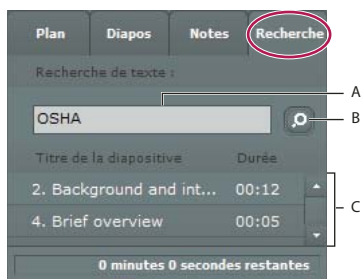 Plan Diapos Notes Recherche
Recherche de texte :
A
OSHA
B
Titre de la diapositive Durée
2. Background and int... 00:12
C
4. Brief overview 00:05
0 minutes 0 secondes restantes